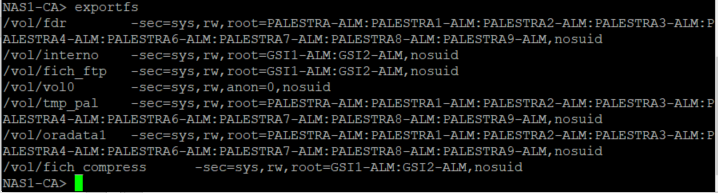 NAS1-CA> exportfs
/vol/fdr -sec=sys,rw,root=PALESTRA-ALM:PALESTRA1-ALM:PALESTRA2-ALM:PALESTRA3-ALM:P
ALESTRA4-ALM:PALESTRA6-ALM:PALESTRA7-ALM:PALESTRA8-ALM:PALESTRA9-ALM,nosuid
/vol/interno -sec=sys,rw,root=GSI1-ALM:GSI2-ALM,nosuid
/vol/fich_ftp -sec=sys,rw,root=GSI1-ALM:GSI2-ALM,nosuid
/vol/vol0 -sec=sys,rw,anon=0,nosuid
/vol/tmp_pal -sec=sys,rw,root=PALESTRA-ALM:PALESTRA1-ALM:PALESTRA2-ALM:PALESTRA3-ALM:P
ALESTRA4-ALM:PALESTRA6-ALM:PALESTRA7-ALM:PALESTRA8-ALM:PALESTRA9-ALM,nosuid
/vol/oradata1 -sec=sys,rw,root=PALESTRA-ALM:PALESTRA1-ALM:PALESTRA2-ALM:PALESTRA3-ALM:P
ALESTRA4-ALM:PALESTRA6-ALM:PALESTRA7-ALM:PALESTRA8-ALM:PALESTRA9-ALM,nosuid
/vol/fich_compress -sec=sys,rw,root=GSI1-ALM:GSI2-ALM,nosuid
NAS1-CA>